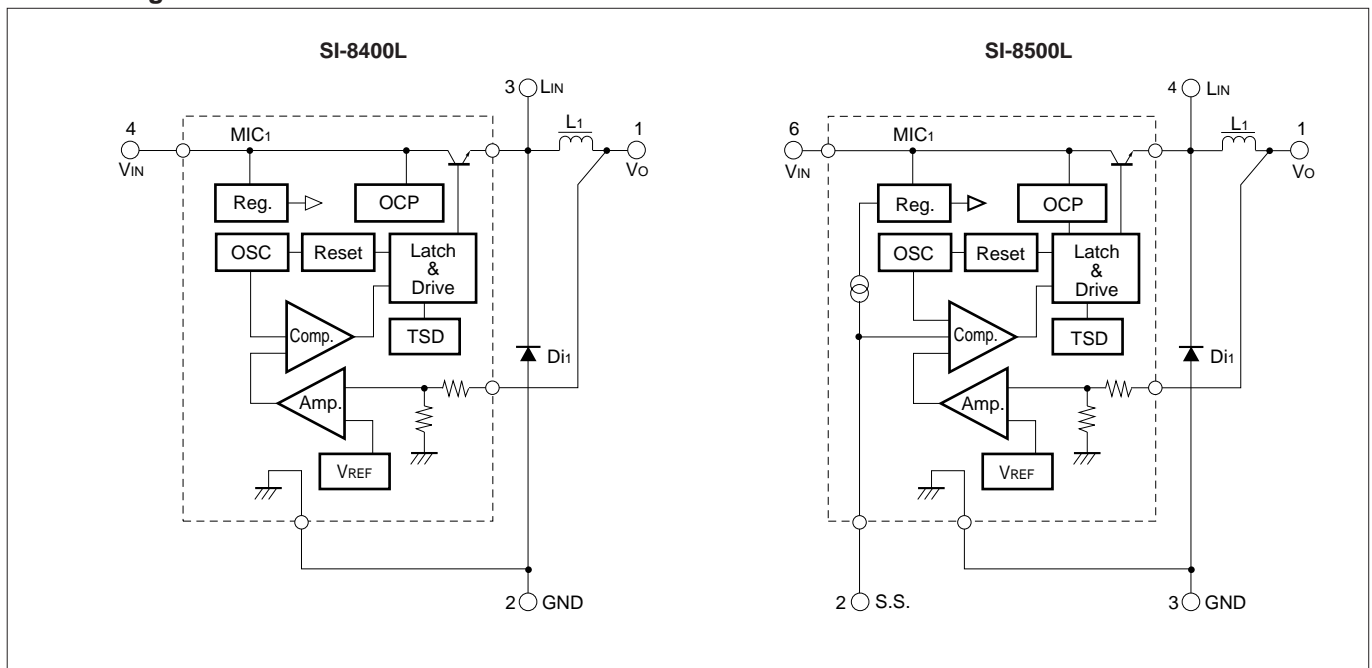 SI-8400L
3 LIN
4
VIN
MIC1
L1
1
VO
Reg.
OCP
OSC
Reset
Latch
&
Drive
Comp.
TSD
Di1
Amp.
VREF
2 GND
SI-8500L
4 LIN
6
VIN
MIC1
L1
1
VO
Reg.
OCP
OSC
Reset
Latch
&
Drive
Comp.
TSD
Di1
Amp.
VREF
2 S.S.
3 GND